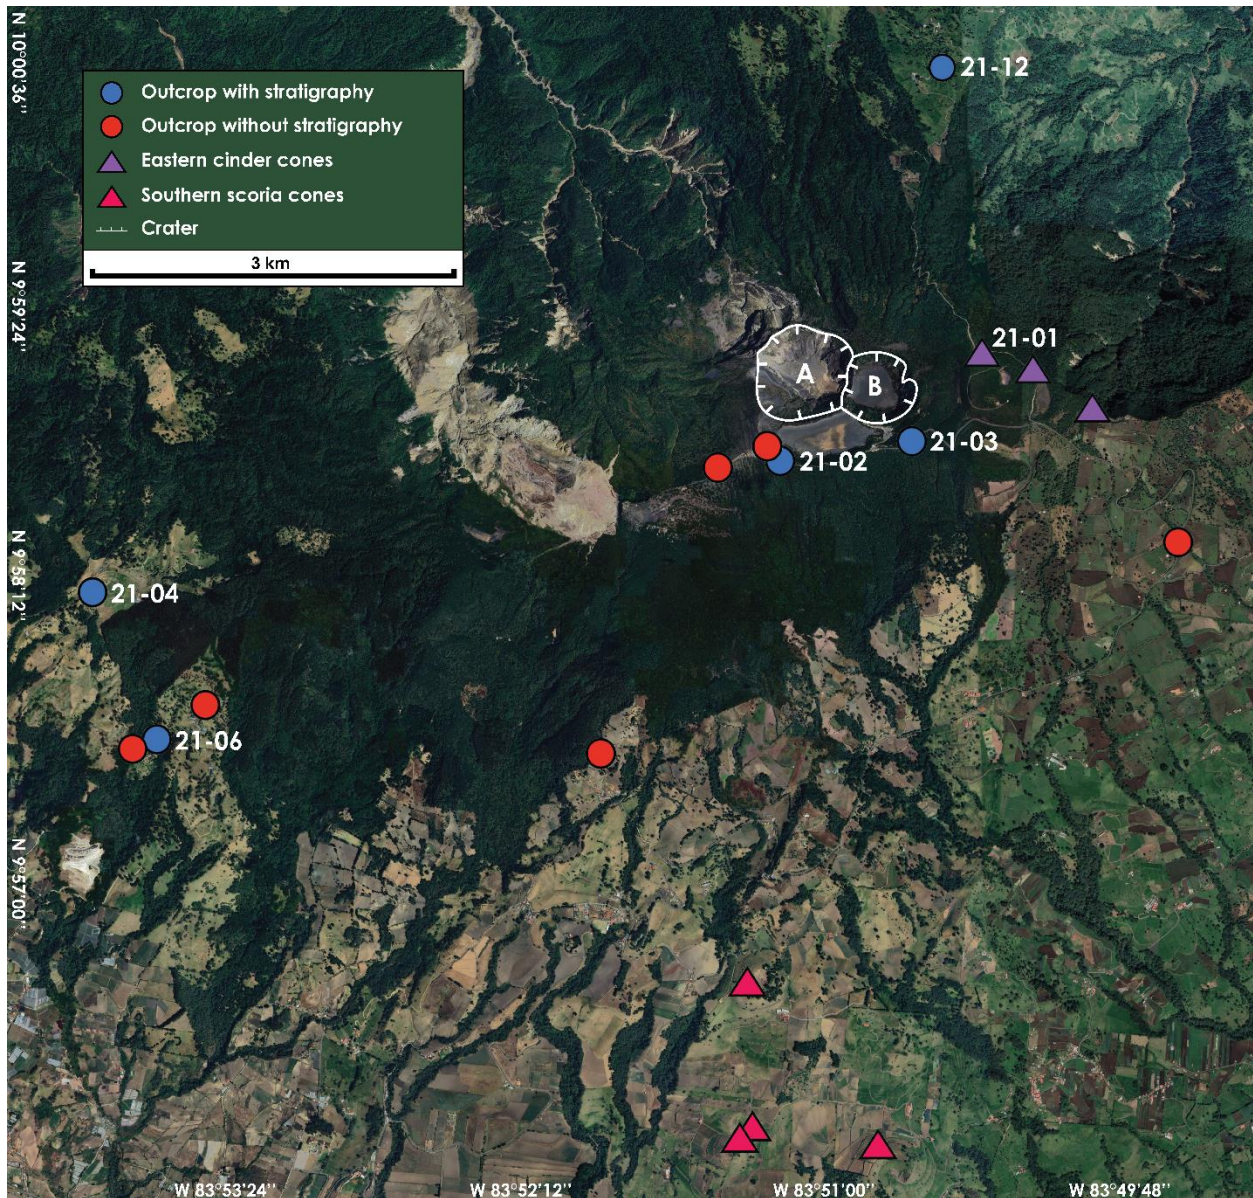 N 10°00'36''
21-12
Outcrop with stratigraphy
Outcrop without stratigraphy
Eastern cinder cones
Southern scoria cones
Crater
3 km
N 9°59'24''
21-01
A
B
21-03
21-02
N 9°58'12''
21-04
21-06
N 9°57'00''
W 83°53'24''
W 83°52'12''
W 83°51'00''
W 83°49'48''